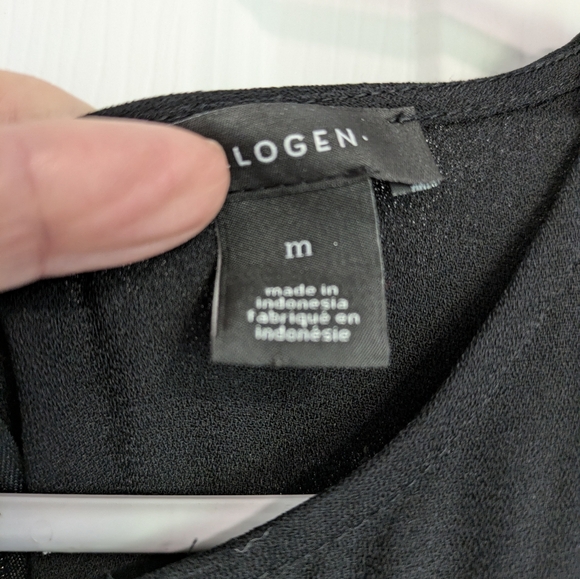 LOGEN.
m
made in
indonesia
fabriqué en
indonésie